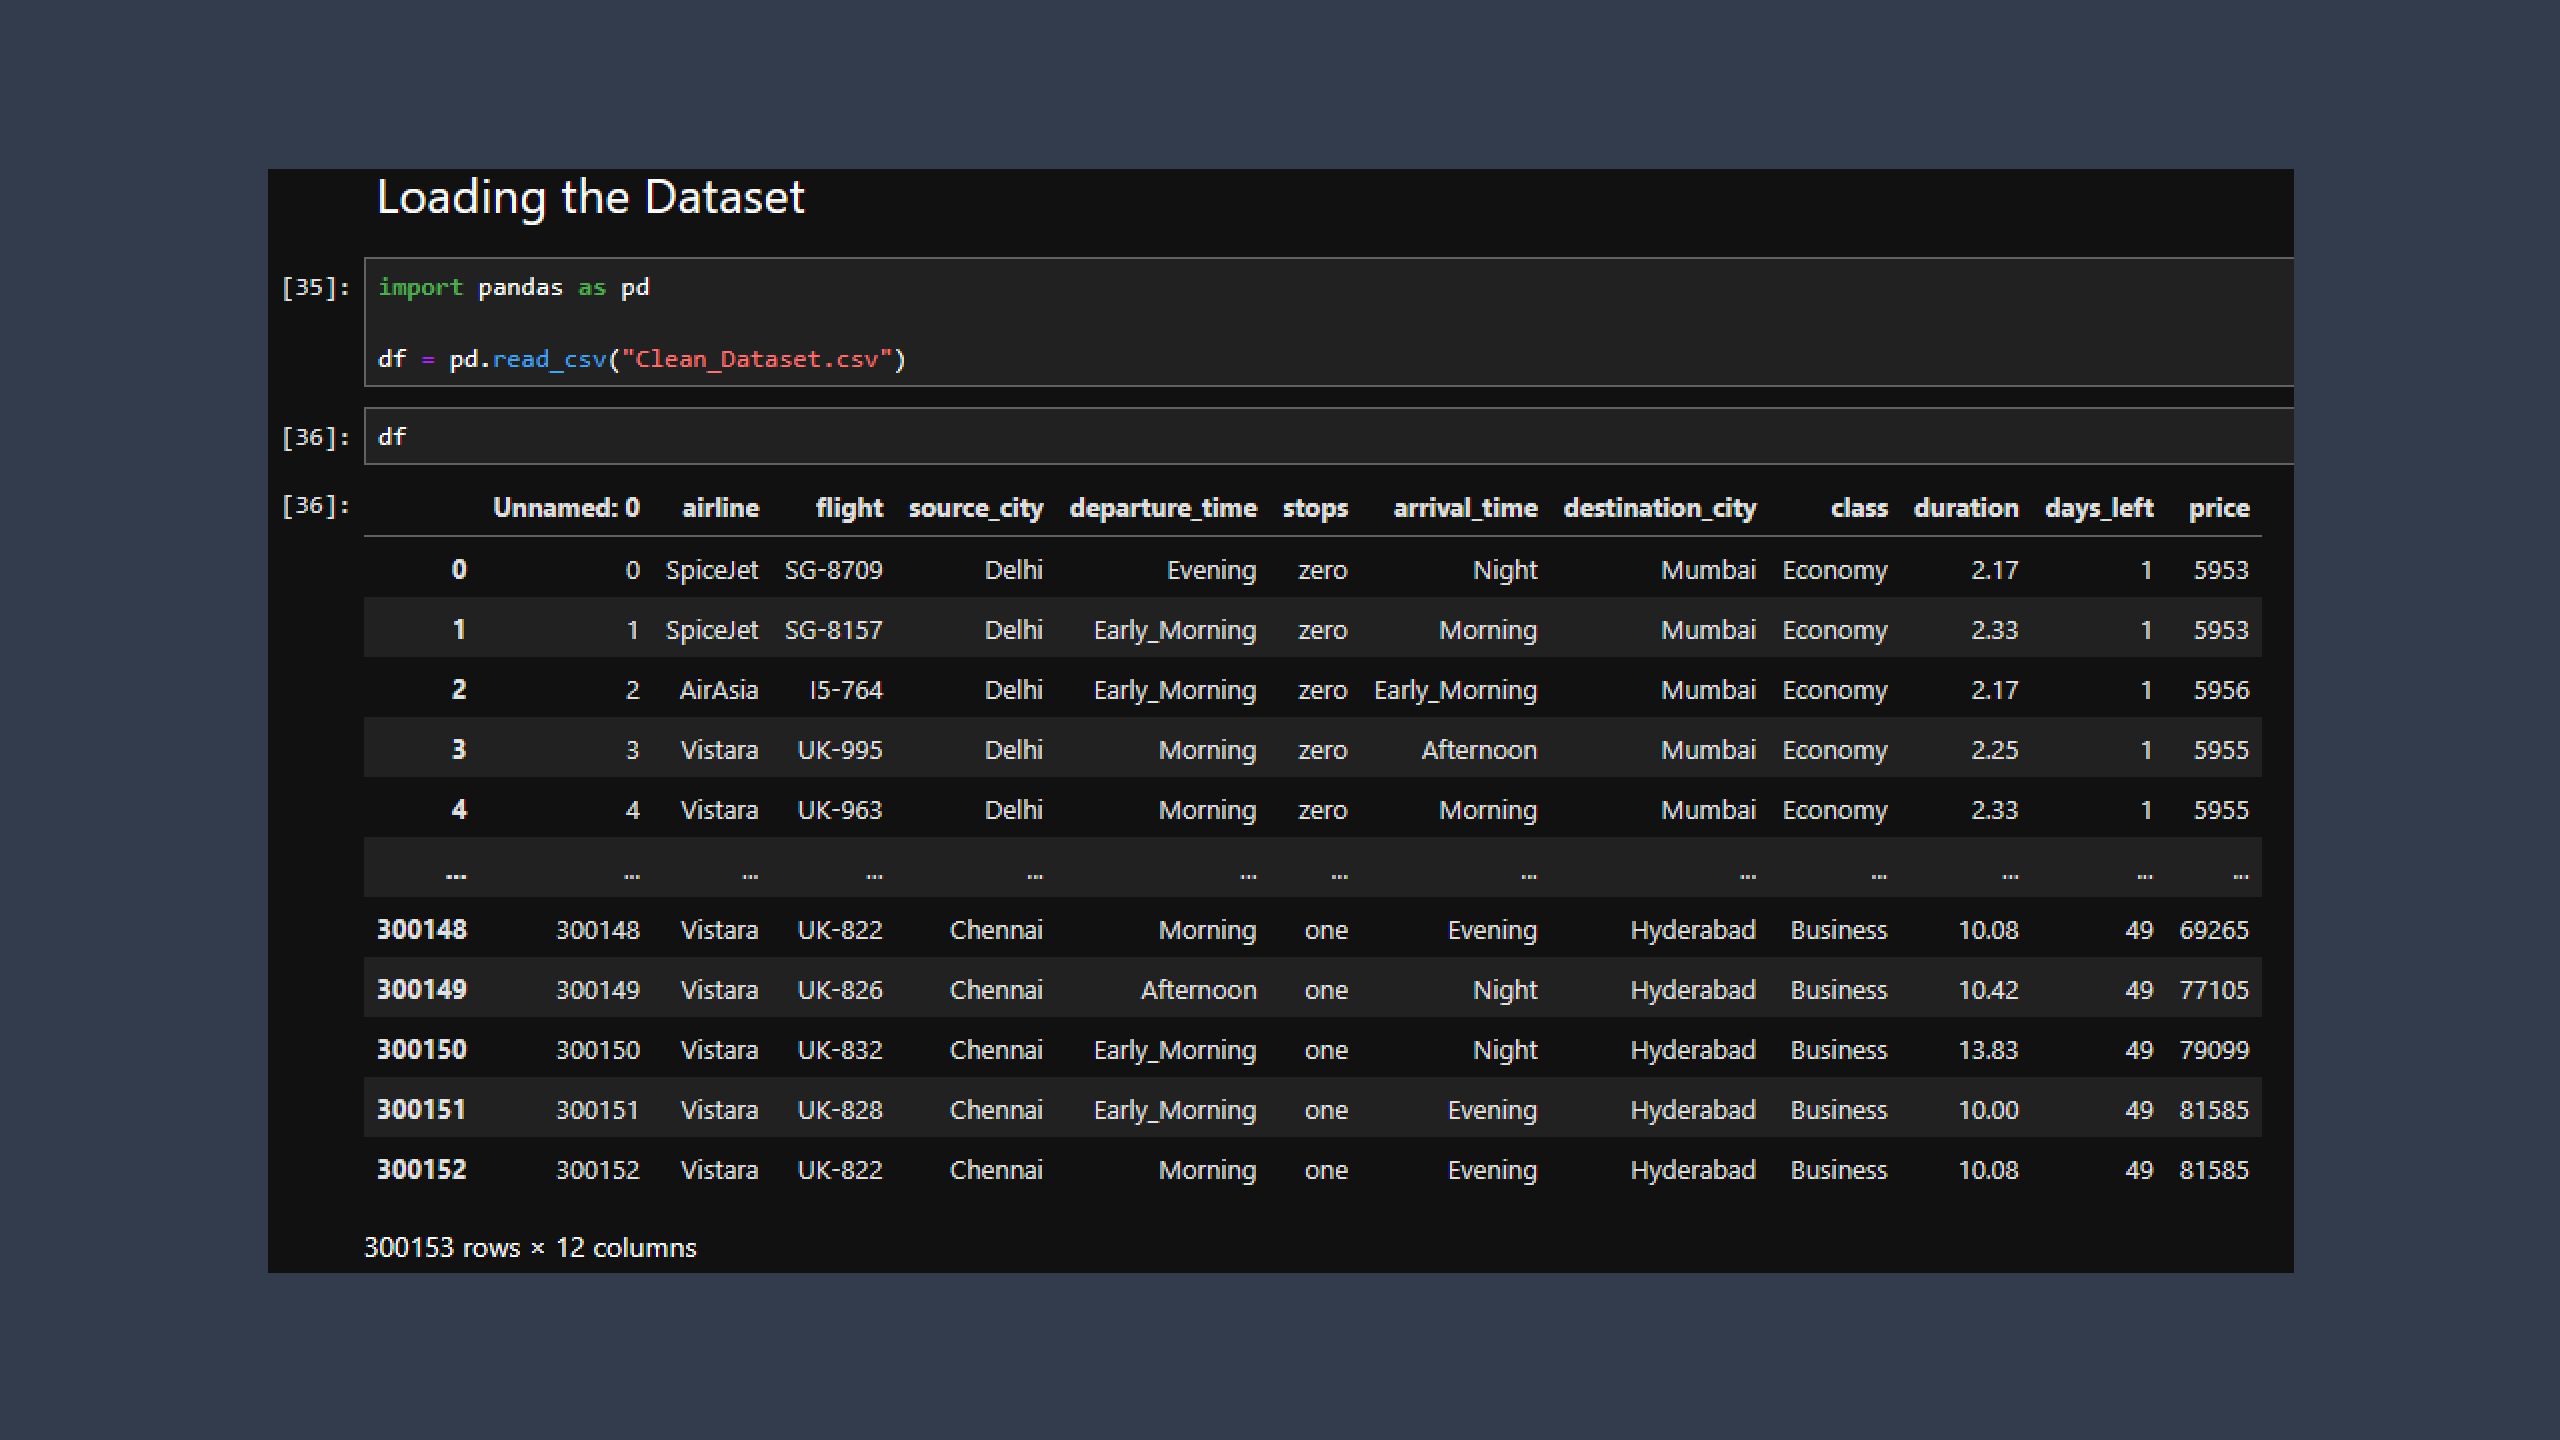 Loading the Dataset
[35]: import pandas as pd
df = pd.read_csv("Clean_Dataset.csv")
[36]: df
[36]: Unnamed: 0 airline flight source_city departure_time stops arrival_time destination_city class duration days_left price
0 0 SpiceJet SG-8709 Delhi Evening zero Night Mumbai Economy 2.17 1 5953
1 1 SpiceJet SG-8157 Delhi Early_Morning zero Morning Mumbai Economy 2.33 1 5953
2 2 AirAsia I5-764 Delhi Early_Morning zero Early_Morning Mumbai Economy 2.17 1 5956
3 3 Vistara UK-995 Delhi Morning zero Afternoon Mumbai Economy 2.25 1 5955
4 4 Vistara UK-963 Delhi Morning zero Morning Mumbai Economy 2.33 1 5955
... ... ... ... ... ... ... ... ... ... ... ... ...
300148 300148 Vistara UK-822 Chennai Morning one Evening Hyderabad Business 10.08 49 69265
300149 300149 Vistara UK-826 Chennai Afternoon one Night Hyderabad Business 10.42 49 77105
300150 300150 Vistara UK-832 Chennai Early_Morning one Night Hyderabad Business 13.83 49 79099
300151 300151 Vistara UK-828 Chennai Early_Morning one Evening Hyderabad Business 10.00 49 81585
300152 300152 Vistara UK-822 Chennai Morning one Evening Hyderabad Business 10.08 49 81585
300153 rows × 12 columns